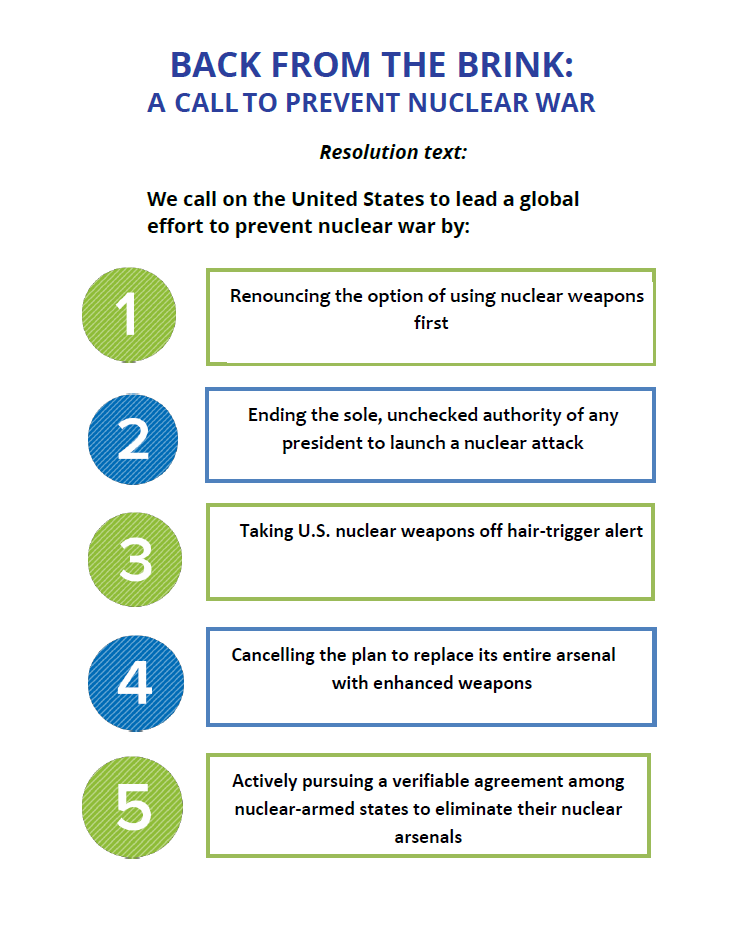 BACK FROM THE BRINK:
A CALL TO PREVENT NUCLEAR WAR
Resolution text:
We call on the United States to lead a global
effort to prevent nuclear war by:
1
Renouncing the option of using nuclear weapons
first
2
Ending the sole, unchecked authority of any
president to launch a nuclear attack
3
Taking U.S. nuclear weapons off hair-trigger alert
4
Cancelling the plan to replace its entire arsenal
with enhanced weapons
5
Actively pursuing a verifiable agreement among
nuclear-armed states to eliminate their nuclear
arsenals